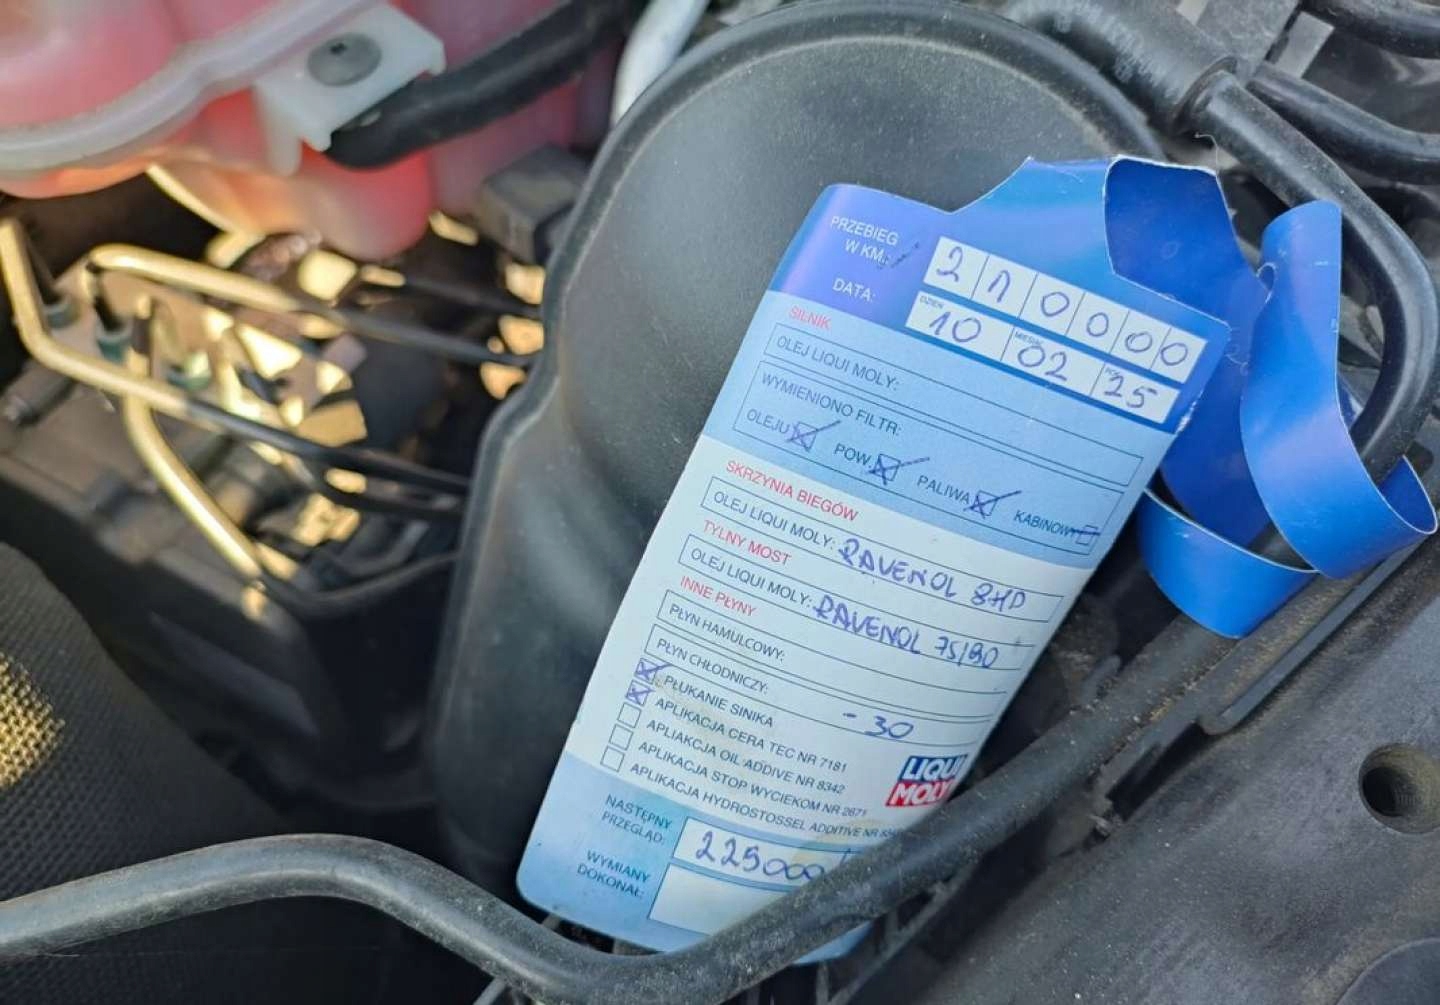 PRZEBIEG
W KM.:
210000
DATA:
DZIEŃ
10
MIESIĄC
02
25
SILNIK
OLEJ LIQUI MOLY:
WYMIENIONO FILTR:
OLEJU POW. PALIWA KABINOWY
SKRZYNIA BIEGÓW
OLEJ LIQUI MOLY: RAVENOL 8HP
TYLNY MOST
OLEJ LIQUI MOLY: RAVENOL 75/90
INNE PŁYNY
PŁYN HAMULCOWY:
PŁYN CHŁODNICZY: -30
PŁUKANIE SINIKA
APLIKACJA CERA TEC NR 7181
APLIAKCJA OIL ADDIVE NR 8342
APLIKACJA STOP WYCIEKOM NR 2671
APLIKACJA HYDROSTOSSEL ADDITIVE NR
LIQUI
MOLY
NASTĘPNY
PRZEGLĄD:
225000
WYMIANY
DOKONAŁ: